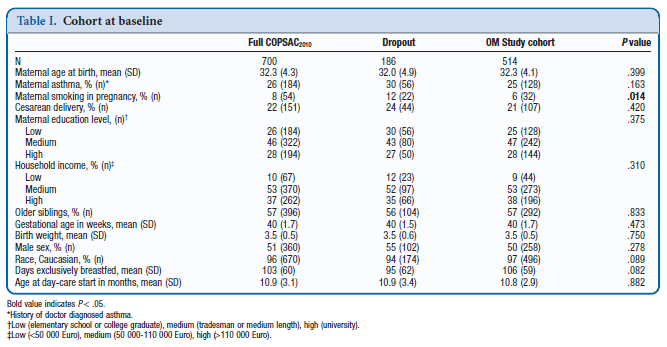 Table I. Cohort at baseline
Full COPSAC2010 Dropout OM Study cohort P value
N 700 186 514
Maternal age at birth, mean (SD) 32.3 (4.3) 32.0 (4.9) 32.3 (4.1) .399
Maternal asthma, % (n)* 26 (184) 30 (56) 25 (128) .163
Maternal smoking in pregnancy, % (n) 8 (54) 12 (22) 6 (32) .014
Cesarean delivery, % (n) 22 (151) 24 (44) 21 (107) .420
Maternal education level, (n)† .375
Low 26 (184) 30 (56) 25 (128)
Medium 46 (322) 43 (80) 47 (242)
High 28 (194) 27 (50) 28 (144)
Household income, % (n)‡ .310
Low 10 (67) 12 (23) 9 (44)
Medium 53 (370) 52 (97) 53 (273)
High 37 (262) 35 (66) 38 (196)
Older siblings, % (n) 57 (396) 56 (104) 57 (292) .833
Gestational age in weeks, mean (SD) 40 (1.7) 40 (1.5) 40 (1.7) .473
Birth weight, mean (SD) 3.5 (0.5) 3.5 (0.6) 3.5 (0.5) .750
Male sex, % (n) 51 (360) 55 (102) 50 (258) .278
Race, Caucasian, % (n) 96 (670) 94 (174) 97 (496) .089
Days exclusively breastfed, mean (SD) 103 (60) 95 (62) 106 (59) .082
Age at day-care start in months, mean (SD) 10.9 (3.1) 10.9 (3.4) 10.8 (2.9) .882
Bold value indicates P < .05.
*History of doctor diagnosed asthma.
†Low (elementary school or college graduate), medium (tradesman or medium length), high (university).
‡Low (<50 000 Euro), medium (50 000-110 000 Euro), high (>110 000 Euro).